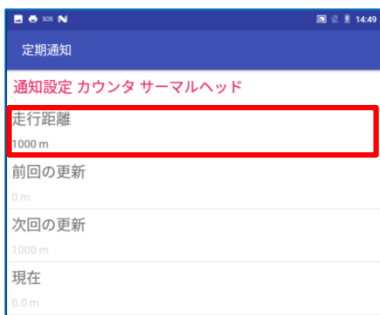 SOS 14:49
定期通知
通知設定 カウンタ サーマルヘッド
走行距離
1000 m
前回の更新
0 m
次回の更新
1000 m
現在
0.0 m